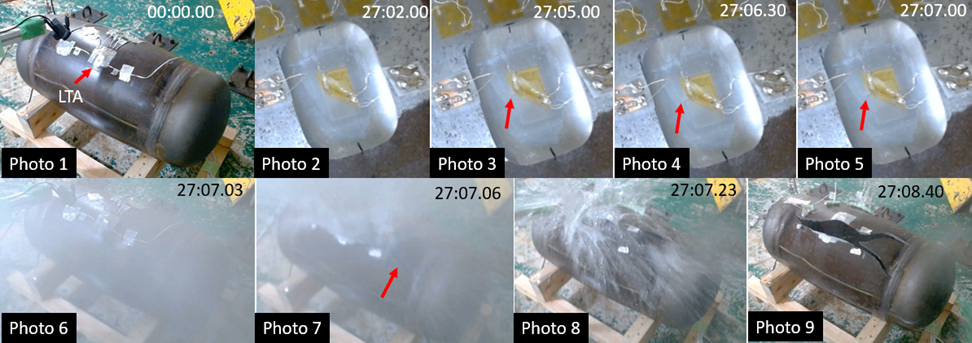 00:00.00
LTA
Photo 1
27:02.00
Photo 2
27:05.00
Photo 3
27:06.30
Photo 4
27:07.00
Photo 5
27:07.03
Photo 6
27:07.06
Photo 7
27:07.23
Photo 8
27:08.40
Photo 9